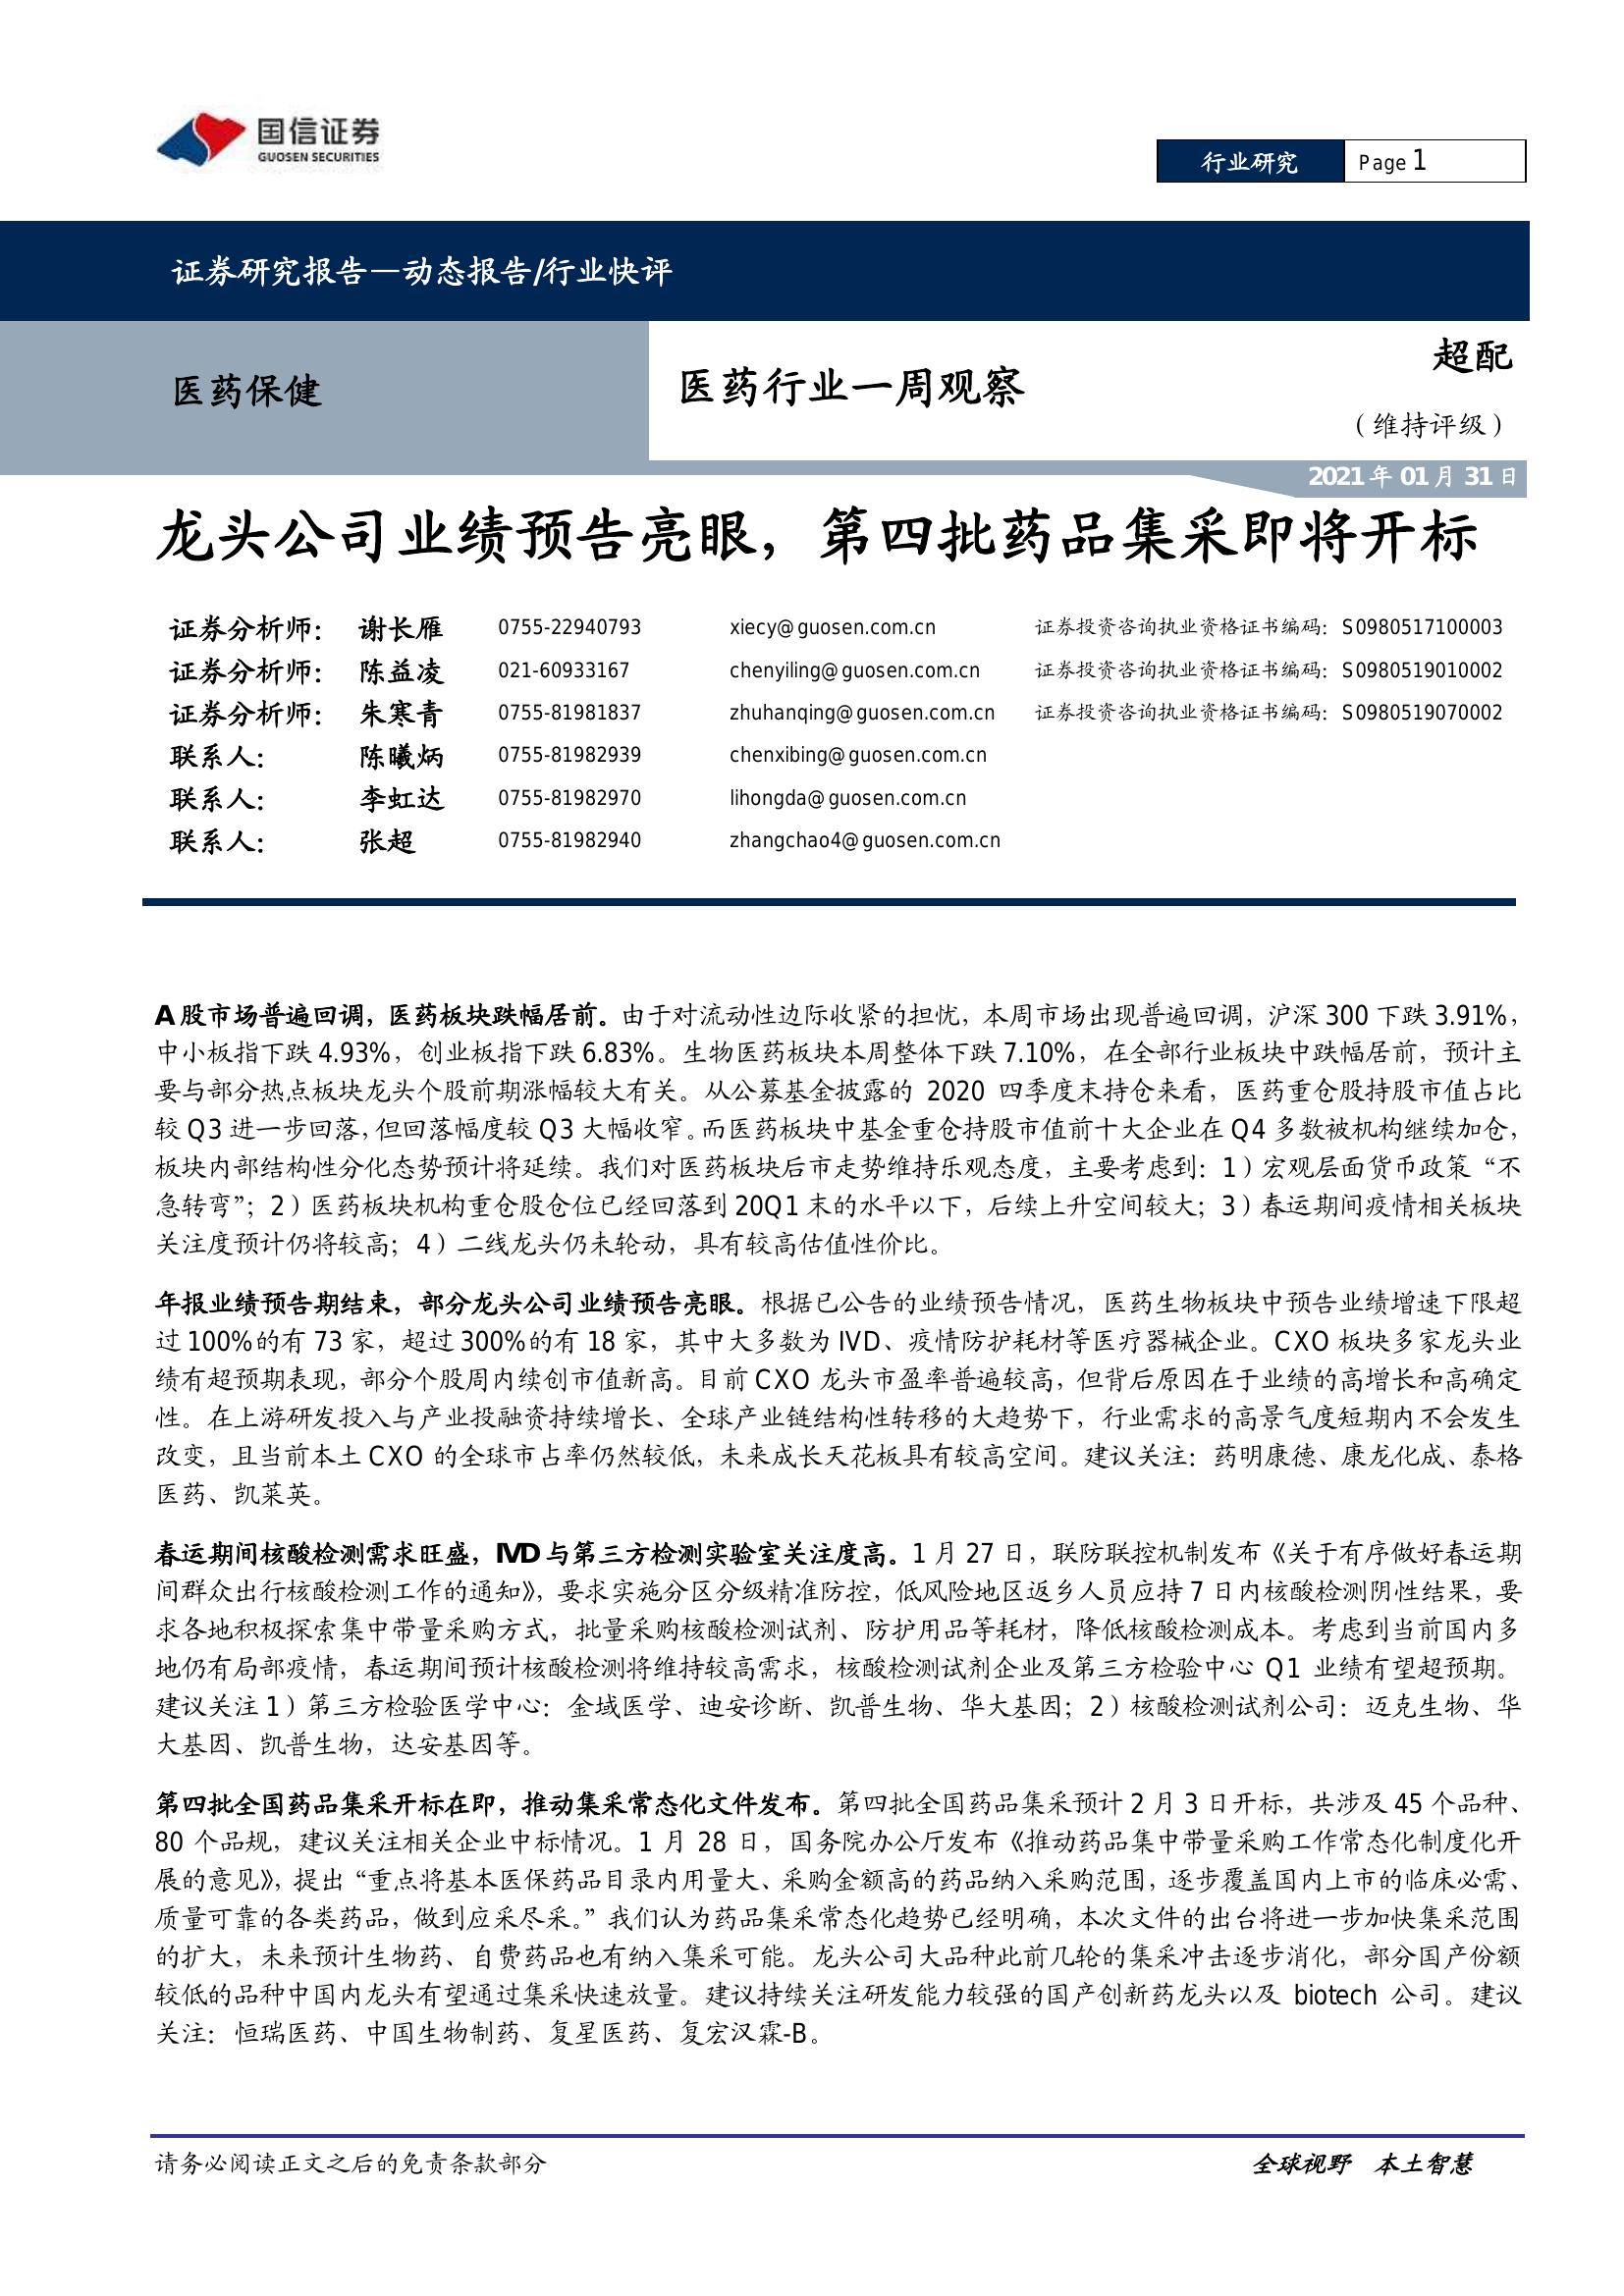 国信证券
GUOSEN SECURITIES
行业研究 Page 1
证券研究报告—动态报告/行业快评
医药保健
医药行业一周观察
超配
（维持评级）
2021 年 01 月 31 日
龙头公司业绩预告亮眼，第四批药品集采即将开标
证券分析师： 谢长雁 0755-22940793 xiecy@guosen.com.cn 证券投资咨询执业资格证书编码：S0980517100003
证券分析师： 陈益凌 021-60933167 chenyiling@guosen.com.cn 证券投资咨询执业资格证书编码：S0980519010002
证券分析师： 朱寒青 0755-81981837 zhuhanqing@guosen.com.cn 证券投资咨询执业资格证书编码：S0980519070002
联系人： 陈曦炳 0755-81982939 chenxibing@guosen.com.cn
联系人： 李虹达 0755-81982970 lihongda@guosen.com.cn
联系人： 张超 0755-81982940 zhangchao4@guosen.com.cn
A 股市场普遍回调，医药板块跌幅居前。由于对流动性边际收紧的担忧，本周市场出现普遍回调，沪深 300 下跌 3.91%，
中小板指下跌 4.93%，创业板指下跌 6.83%。生物医药板块本周整体下跌 7.10%，在全部行业板块中跌幅居前，预计主
要与部分热点板块龙头个股前期涨幅较大有关。从公募基金披露的 2020 四季度末持仓来看，医药重仓股持股市值占比
较 Q3 进一步回落，但回落幅度较 Q3 大幅收窄。而医药板块中基金重仓持股市值前十大企业在 Q4 多数被机构继续加仓，
板块内部结构性分化态势预计将延续。我们对医药板块后市走势维持乐观态度，主要考虑到：1）宏观层面货币政策“不
急转弯”；2）医药板块机构重仓股仓位已经回落到 20Q1 末的水平以下，后续上升空间较大；3）春运期间疫情相关板块
关注度预计仍将较高；4）二线龙头仍未轮动，具有较高估值性价比。
年报业绩预告期结束，部分龙头公司业绩预告亮眼。根据已公告的业绩预告情况，医药生物板块中预告业绩增速下限超
过 100%的有 73 家，超过 300%的有 18 家，其中大多数为 IVD、疫情防护耗材等医疗器械企业。CXO 板块多家龙头业
绩有超预期表现，部分个股周内续创市值新高。目前 CXO 龙头市盈率普遍较高，但背后原因在于业绩的高增长和高确定
性。在上游研发投入与产业投融资持续增长、全球产业链结构性转移的大趋势下，行业需求的高景气度短期内不会发生
改变，且当前本土 CXO 的全球市占率仍然较低，未来成长天花板具有较高空间。建议关注：药明康德、康龙化成、泰格
医药、凯莱英。
春运期间核酸检测需求旺盛，IVD 与第三方检测实验室关注度高。1 月 27 日，联防联控机制发布《关于有序做好春运期
间群众出行核酸检测工作的通知》，要求实施分区分级精准防控，低风险地区返乡人员应持 7 日内核酸检测阴性结果，要
求各地积极探索集中带量采购方式，批量采购核酸检测试剂、防护用品等耗材，降低核酸检测成本。考虑到当前国内多
地仍有局部疫情，春运期间预计核酸检测将维持较高需求，核酸检测试剂企业及第三方检验中心 Q1 业绩有望超预期。
建议关注 1）第三方检验医学中心：金域医学、迪安诊断、凯普生物、华大基因；2）核酸检测试剂公司：迈克生物、华
大基因、凯普生物，达安基因等。
第四批全国药品集采开标在即，推动集采常态化文件发布。第四批全国药品集采预计 2 月 3 日开标，共涉及 45 个品种、
80 个品规，建议关注相关企业中标情况。1 月 28 日，国务院办公厅发布《推动药品集中带量采购工作常态化制度化开
展的意见》，提出“重点将基本医保药品目录内用量大、采购金额高的药品纳入采购范围，逐步覆盖国内上市的临床必需、
质量可靠的各类药品，做到应采尽采。”我们认为药品集采常态化趋势已经明确，本次文件的出台将进一步加快集采范围
的扩大，未来预计生物药、自费药品也有纳入集采可能。龙头公司大品种此前几轮的集采冲击逐步消化，部分国产份额
较低的品种中国内龙头有望通过集采快速放量。建议持续关注研发能力较强的国产创新药龙头以及 biotech 公司。建议
关注：恒瑞医药、中国生物制药、复星医药、复宏汉霖-B。
请务必阅读正文之后的免责条款部分 全球视野 本土智慧